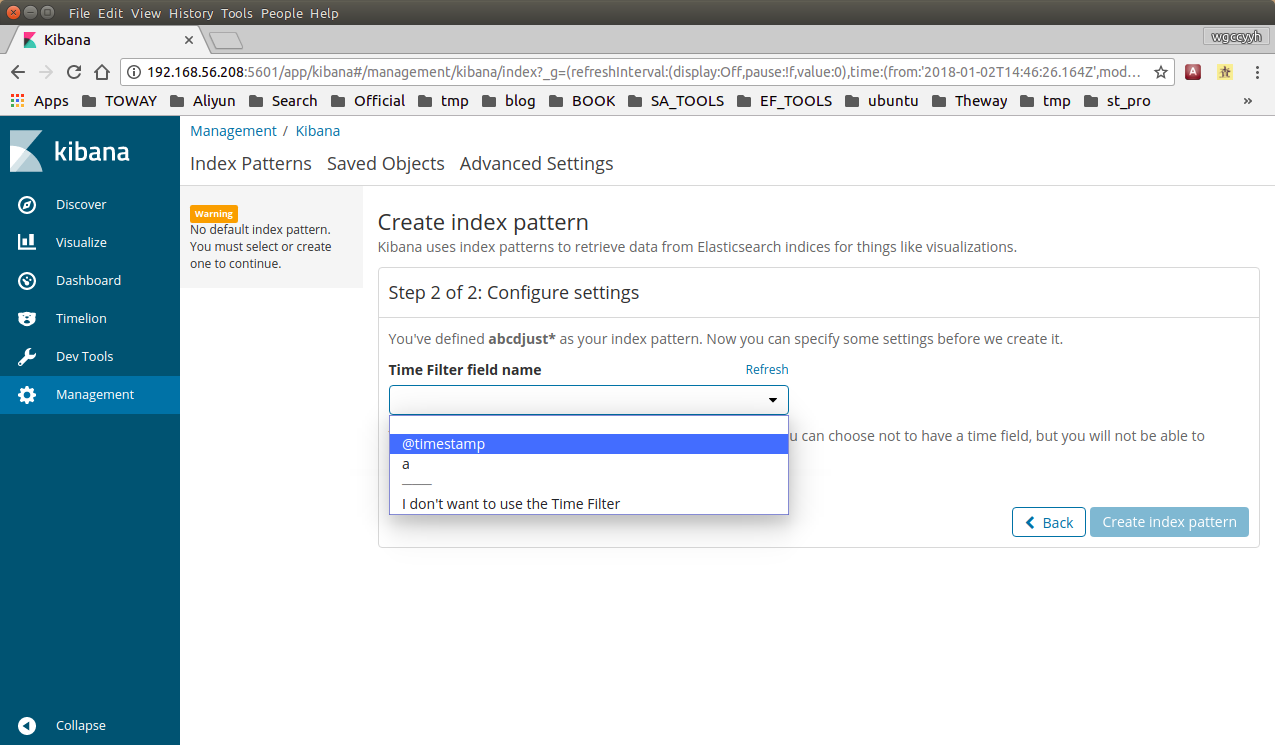 File Edit View History Tools People Help
Kibana
wgccyyh
192.168.56.208:5601/app/kibana#/management/kibana/index?_g=(refreshInterval:(display:Off,pause:!f,value:0),time:(from:'2018-01-02T14:46:26.164Z',mod...
Apps TOWAY Aliyun Search Official tmp blog BOOK SA_TOOLS EF_TOOLS ubuntu Theway tmp st_pro »
kibana
Discover
Visualize
Dashboard
Timelion
Dev Tools
Management
Collapse
Management / Kibana
Index Patterns Saved Objects Advanced Settings
Warning
No default index pattern.
You must select or create
one to continue.
Create index pattern
Kibana uses index patterns to retrieve data from Elasticsearch indices for things like visualizations.
Step 2 of 2: Configure settings
You've defined abcdjust* as your index pattern. Now you can specify some settings before we create it.
Time Filter field name Refresh
@timestamp
a
I don't want to use the Time Filter
u can choose not to have a time field, but you will not be able to
Back Create index pattern